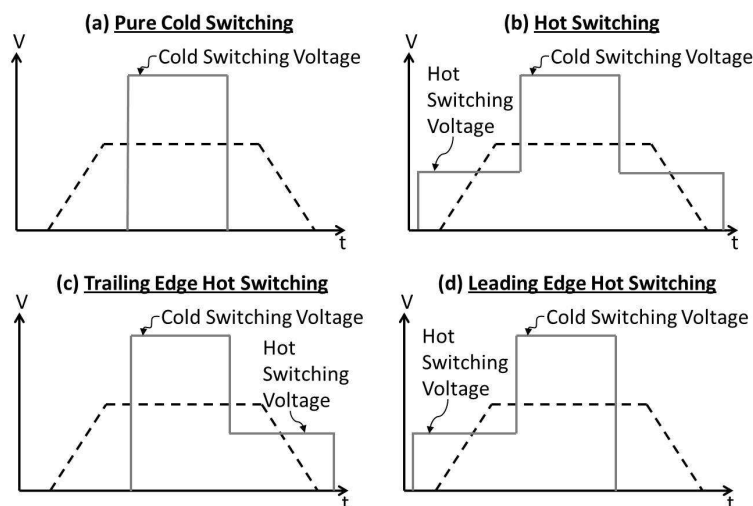 (a) Pure Cold Switching
V
Cold Switching Voltage
t
(b) Hot Switching
V
Cold Switching Voltage
Hot
Switching
Voltage
t
(c) Trailing Edge Hot Switching
V
Cold Switching Voltage
Hot
Switching
Voltage
t
(d) Leading Edge Hot Switching
V
Cold Switching Voltage
Hot
Switching
Voltage
t